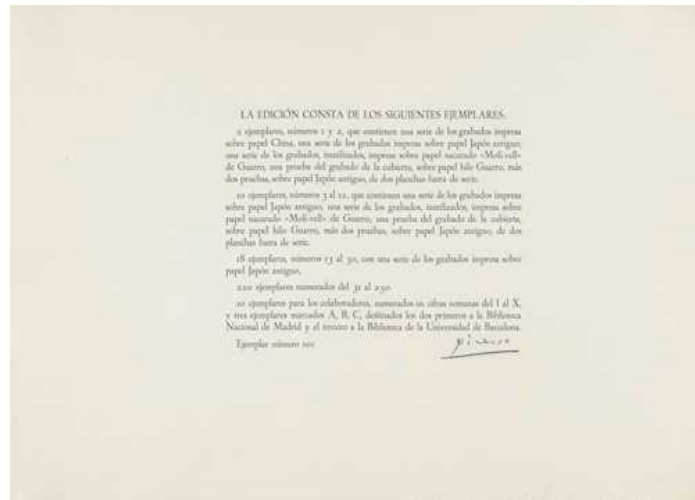 LA EDICIÓN CONSTA DE LOS SIGUIENTES EJEMPLARES:
2 ejemplares, números 1 y 2, que contienen una serie de los grabados impresa
sobre papel China, una serie de los grabados impresa sobre papel Japón antiguo,
una serie de los grabados, inutilizados, impresa sobre papel nacarado «Molí-vell»
de Guarro, una prueba del grabado de la cubierta, sobre papel hilo Guarro, más
dos pruebas, sobre papel Japón antiguo, de dos planchas fuera de serie.
10 ejemplares, números 3 al 12, que contienen una serie de los grabados impresa
sobre papel Japón antiguo, una serie de los grabados, inutilizados, impresa sobre
papel nacarado «Molí-vell» de Guarro, una prueba del grabado de la cubierta,
sobre papel hilo Guarro, más dos pruebas, sobre papel Japón antiguo, de dos
planchas fuera de serie.
18 ejemplares, números 13 al 30, con una serie de los grabados impresa sobre
papel Japón antiguo.
220 ejemplares numerados del 31 al 250.
10 ejemplares para los colaboradores, numerados en cifras romanas del I al X,
y tres ejemplares marcados A, B, C, destinados los dos primeros a la Biblioteca
Nacional de Madrid y el tercero a la Biblioteca de la Universidad de Barcelona.
Ejemplar número
Picasso